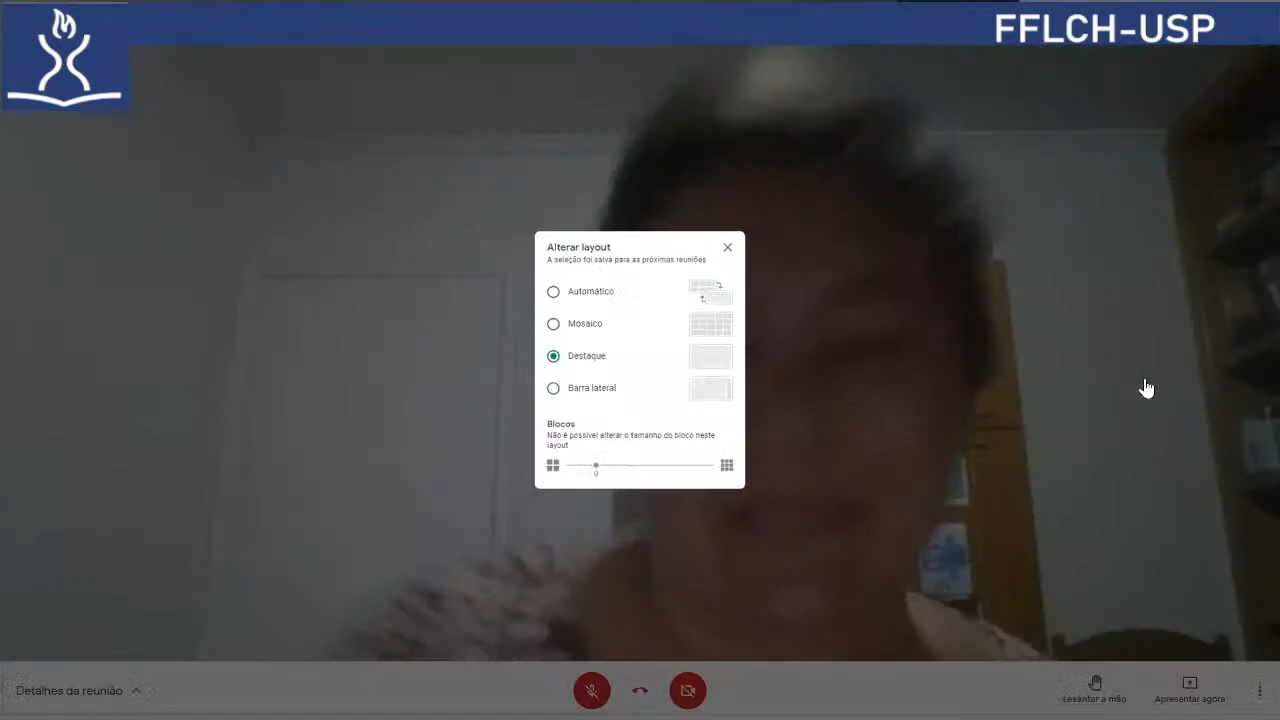 FFLCH-USP
Alterar layout
A seleção foi salva para as próximas reuniões
Automático
Mosaico
Destaque
Barra lateral
Blocos
Não é possível alterar o tamanho do bloco neste
layout
Detalhes da reunião
Levantar a mão
Apresentar agora